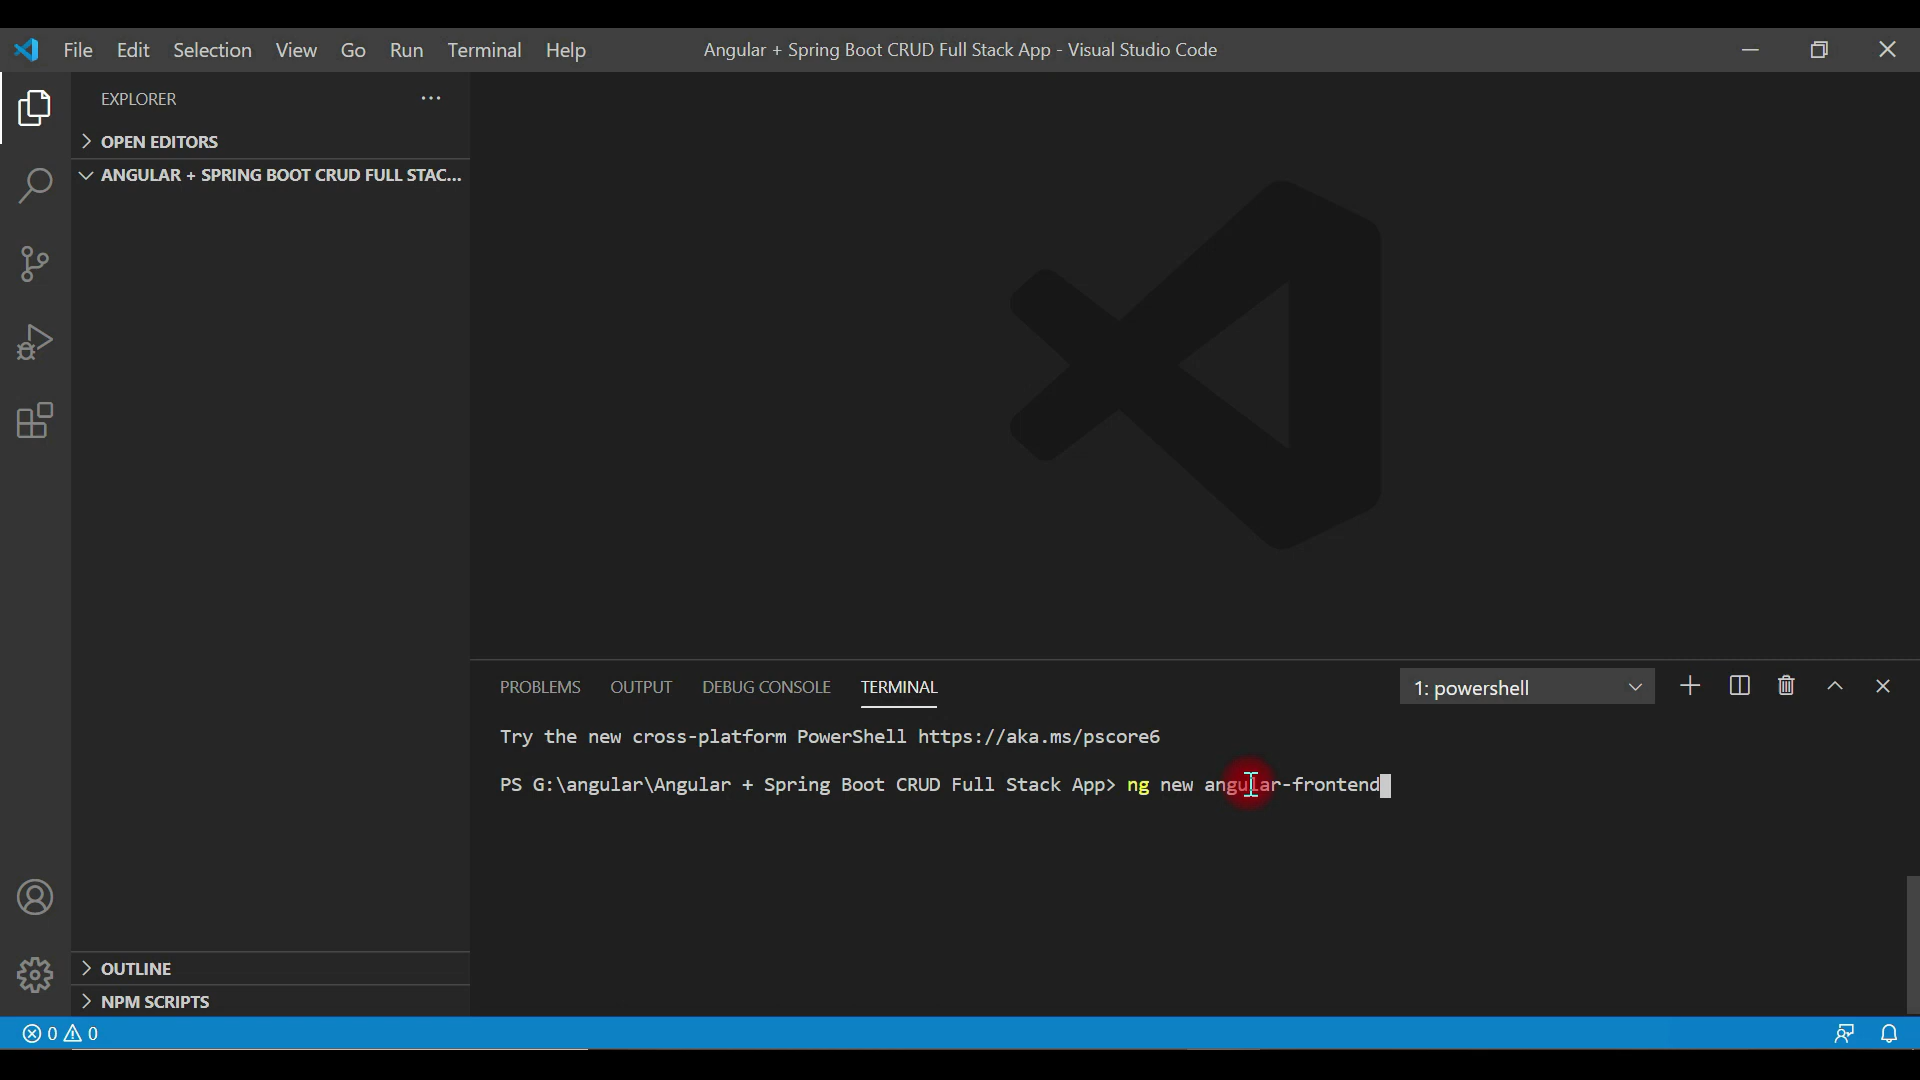 File Edit Selection View Go Run Terminal Help Angular + Spring Boot CRUD Full Stack App - Visual Studio Code
EXPLORER
OPEN EDITORS
ANGULAR + SPRING BOOT CRUD FULL STAC...
PROBLEMS OUTPUT DEBUG CONSOLE TERMINAL 1: powershell
Try the new cross-platform PowerShell https://aka.ms/pscore6
PS G:\angular\Angular + Spring Boot CRUD Full Stack App> ng new angular-frontend
OUTLINE
NPM SCRIPTS
0 0